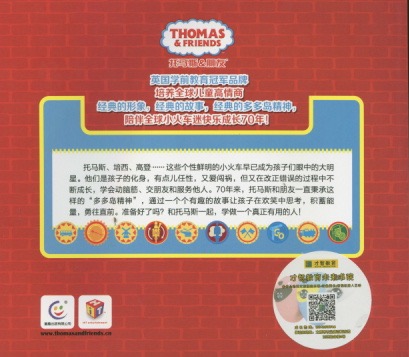 THOMAS
& FRIENDS
托马斯&朋友
英国学前教育冠军品牌
培养全球儿童高情商
经典的形象，经典的故事，经典的多多岛精神，
陪伴全球小火车迷快乐成长70年！
托马斯、培西、高登……这些个性鲜明的小火车早已成为孩子们眼中的大明
星。他们是孩子的化身，有点儿任性、又爱闯祸，但又在改正错误的过程中不
断成长，学会动脑筋、交朋友和服务他人。70年来，托马斯和朋友一直秉承这
样的“多多岛精神”，通过一个个有趣的故事让孩子在欢笑中思考，积蓄能
量，勇往直前。准备好了吗？和托马斯一起，学做一个真正有用的人！
www.thomasandfriends.cn